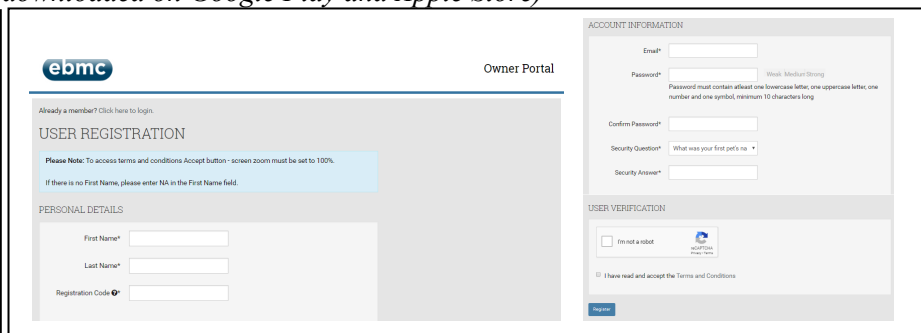 downloaded on Google Play and Apple Store)
ebmc
Owner Portal
Already a member? Click here to login.
USER REGISTRATION
Please Note: To access terms and conditions Accept button - screen zoom must be set to 100%.
If there is no First Name, please enter NA in the First Name field.
PERSONAL DETAILS
First Name*
Last Name*
Registration Code ?*
ACCOUNT INFORMATION
Email*
Password*
Weak Medium Strong
Password must contain atleast one lowercase letter, one uppercase letter, one
number and one symbol, minimum 10 characters long
Confirm Password*
Security Question*
What was your first pet's na
Security Answer*
USER VERIFICATION
I'm not a robot
reCAPTCHA
Privacy - Terms
I have read and accept the Terms and Conditions
Register